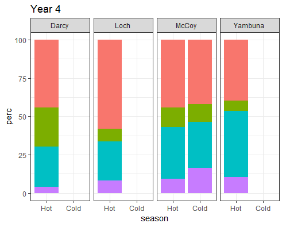 Year 4
Darcy Loch McCoy Yambuna
100
75
50
25
0
perc
Hot Cold Hot Cold Hot Cold Hot Cold
season